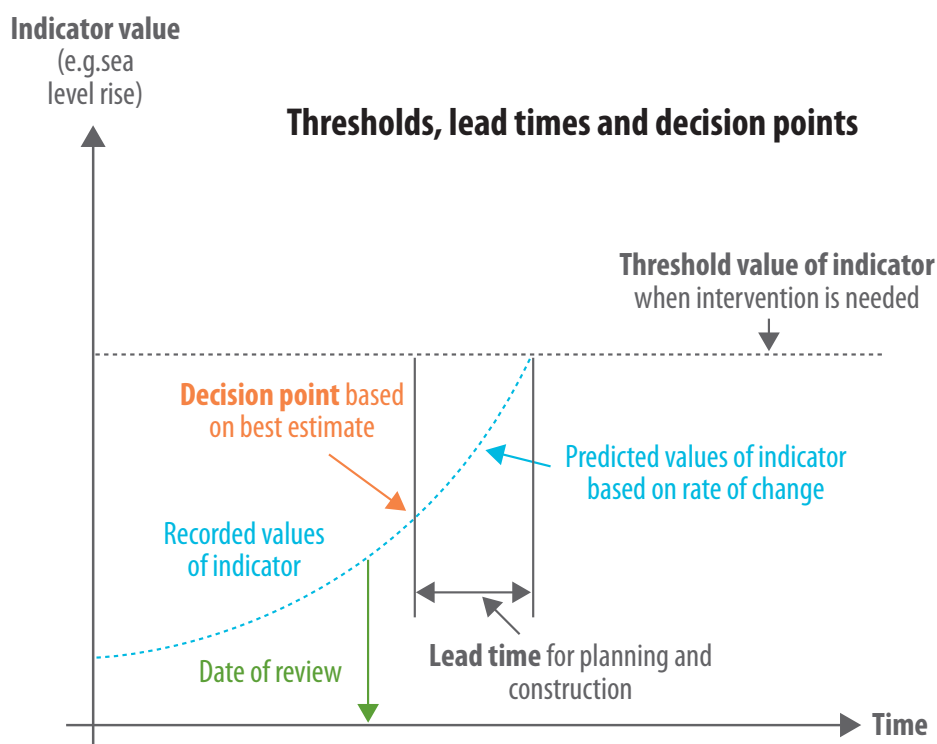 Indicator value
(e.g.sea
level rise)
Thresholds, lead times and decision points
Threshold value of indicator
when intervention is needed
Decision point based
on best estimate
Predicted values of indicator
based on rate of change
Recorded values
of indicator
Date of review
Lead time for planning and
construction
Time